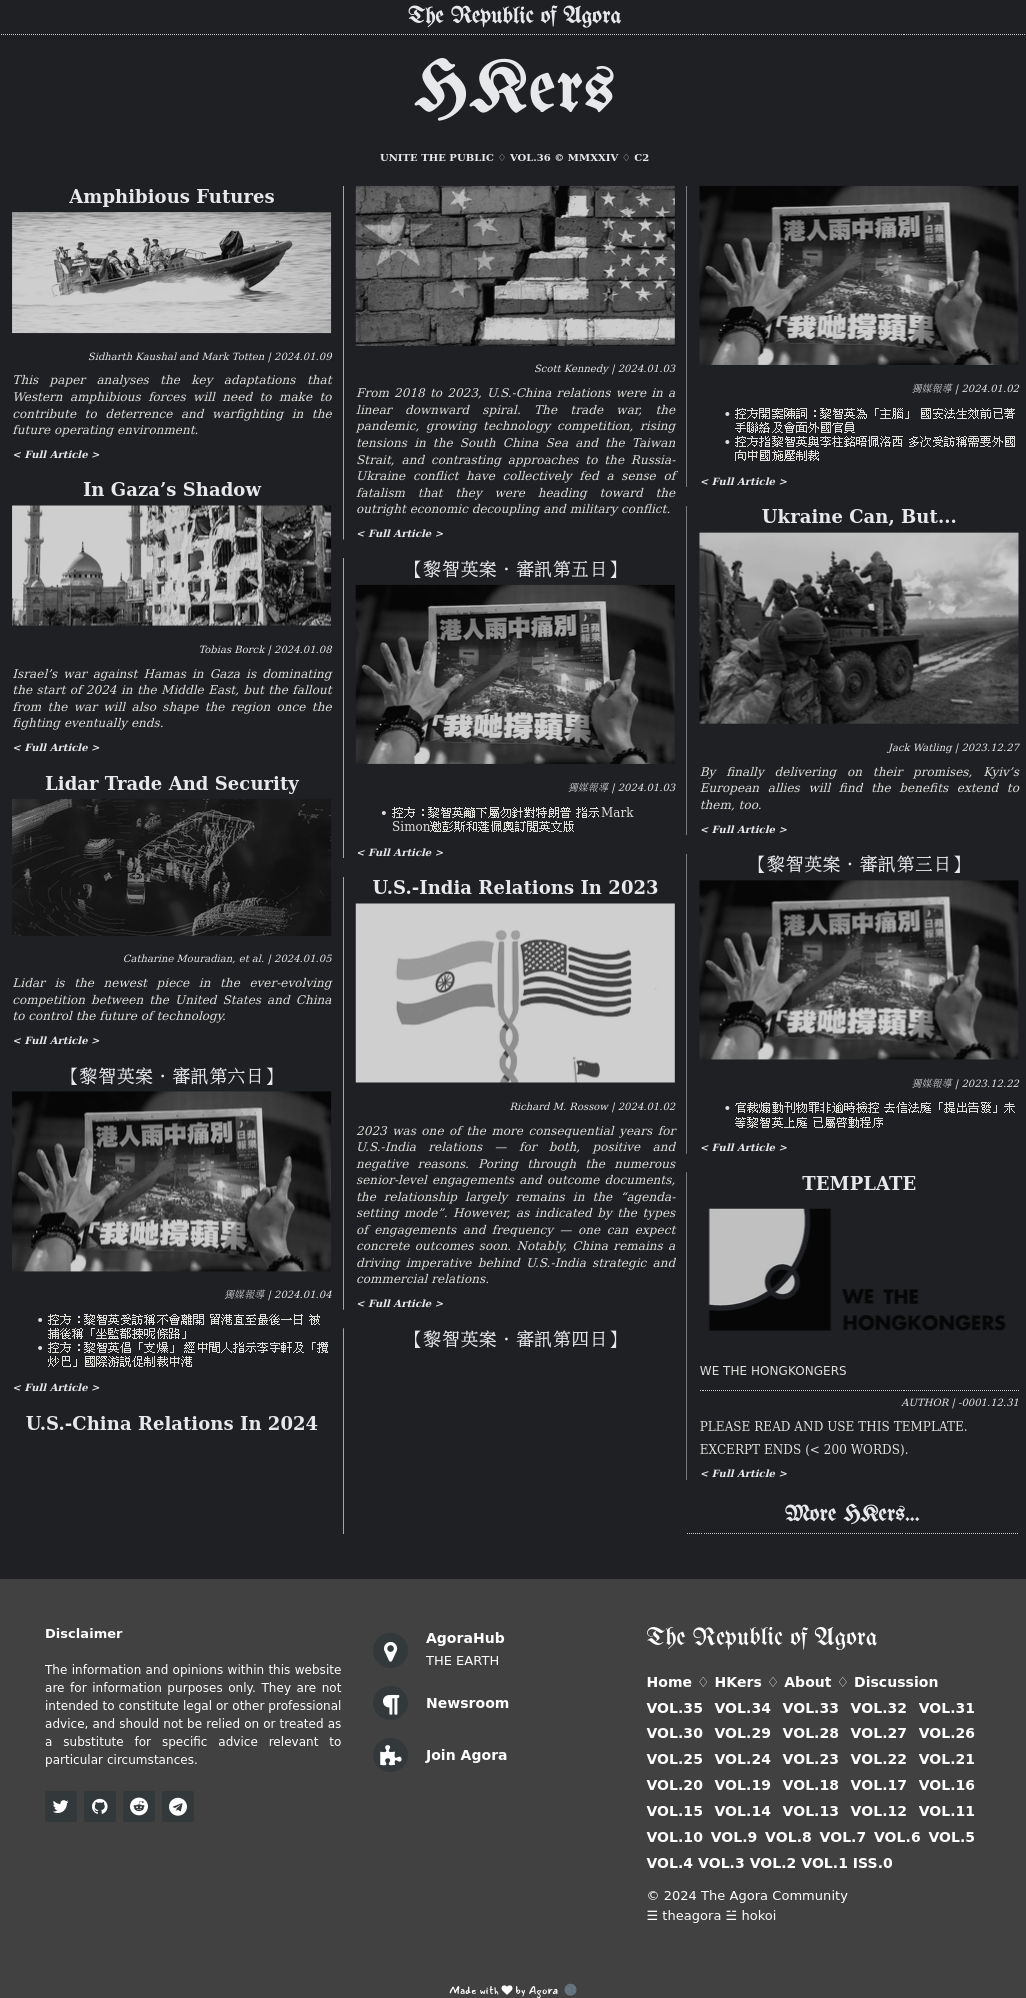 The Republic of Agora
HKers
UNITE THE PUBLIC ♢ VOL.36 © MMXXIV ♢ C2
Amphibious Futures
Sidharth Kaushal and Mark Totten | 2024.01.09
This paper analyses the key adaptations that
Western amphibious forces will need to make to
contribute to deterrence and warfighting in the
future operating environment.
< Full Article >
In Gaza’s Shadow
Tobias Borck | 2024.01.08
Israel’s war against Hamas in Gaza is dominating
the start of 2024 in the Middle East, but the fallout
from the war will also shape the region once the
fighting eventually ends.
< Full Article >
Lidar Trade And Security
Catharine Mouradian, et al. | 2024.01.05
Lidar is the newest piece in the ever-evolving
competition between the United States and China
to control the future of technology.
< Full Article >
【黎智英案・審訊第六日】
港人雨中痛別
蘋果日報
「我哋撐蘋果
獨媒報導 | 2024.01.04
• 控方：黎智英受訪稱不會離開 留港直至最後一日 被
捕後稱「坐監都揀呢條路」
• 控方：黎智英倡「支爆」 經中間人指示李宇軒及「攬
炒巴」國際游説促制裁中港
< Full Article >
U.S.-China Relations In 2024
Scott Kennedy | 2024.01.03
From 2018 to 2023, U.S.-China relations were in a
linear downward spiral. The trade war, the
pandemic, growing technology competition, rising
tensions in the South China Sea and the Taiwan
Strait, and contrasting approaches to the Russia-
Ukraine conflict have collectively fed a sense of
fatalism that they were heading toward the
outright economic decoupling and military conflict.
< Full Article >
【黎智英案・審訊第五日】
港人雨中痛別
蘋果日報
「我哋撐蘋果
獨媒報導 | 2024.01.03
• 控方：黎智英籲下屬勿針對特朗普 指示Mark
Simon邀彭斯和蓬佩奧訂閲英文版
< Full Article >
U.S.-India Relations In 2023
Richard M. Rossow | 2024.01.02
2023 was one of the more consequential years for
U.S.-India relations — for both, positive and
negative reasons. Poring through the numerous
senior-level engagements and outcome documents,
the relationship largely remains in the “agenda-
setting mode”. However, as indicated by the types
of engagements and frequency — one can expect
concrete outcomes soon. Notably, China remains a
driving imperative behind U.S.-India strategic and
commercial relations.
< Full Article >
【黎智英案・審訊第四日】
港人雨中痛別
蘋果日報
「我哋撐蘋果
獨媒報導 | 2024.01.02
• 控方開案陳詞：黎智英為「主腦」 國安法生效前已著
手聯絡及會面外國官員
• 控方指黎智英與李柱銘晤佩洛西 多次受訪稱需要外國
向中國施壓制裁
< Full Article >
Ukraine Can, But…
Jack Watling | 2023.12.27
By finally delivering on their promises, Kyiv’s
European allies will find the benefits extend to
them, too.
< Full Article >
【黎智英案・審訊第三日】
港人雨中痛別
蘋果日報
「我哋撐蘋果
獨媒報導 | 2023.12.22
• 官裁煽動刊物罪非逾時檢控 去信法庭「提出告發」未
等黎智英上庭 已屬啓動程序
< Full Article >
TEMPLATE
WE THE
HONGKONGERS
WE THE HONGKONGERS
AUTHOR | -0001.12.31
PLEASE READ AND USE THIS TEMPLATE.
EXCERPT ENDS (< 200 WORDS).
< Full Article >
More HKers...
Disclaimer
The information and opinions within this website
are for information purposes only. They are not
intended to constitute legal or other professional
advice, and should not be relied on or treated as
a substitute for specific advice relevant to
particular circumstances.
AgoraHub
THE EARTH
Newsroom
Join Agora
The Republic of Agora
Home ♢ HKers ♢ About ♢ Discussion
VOL.35 VOL.34 VOL.33 VOL.32 VOL.31
VOL.30 VOL.29 VOL.28 VOL.27 VOL.26
VOL.25 VOL.24 VOL.23 VOL.22 VOL.21
VOL.20 VOL.19 VOL.18 VOL.17 VOL.16
VOL.15 VOL.14 VOL.13 VOL.12 VOL.11
VOL.10 VOL.9 VOL.8 VOL.7 VOL.6 VOL.5
VOL.4 VOL.3 VOL.2 VOL.1 ISS.0
© 2024 The Agora Community
☰ theagora ☱ hokoi
Made with ♥ by Agora